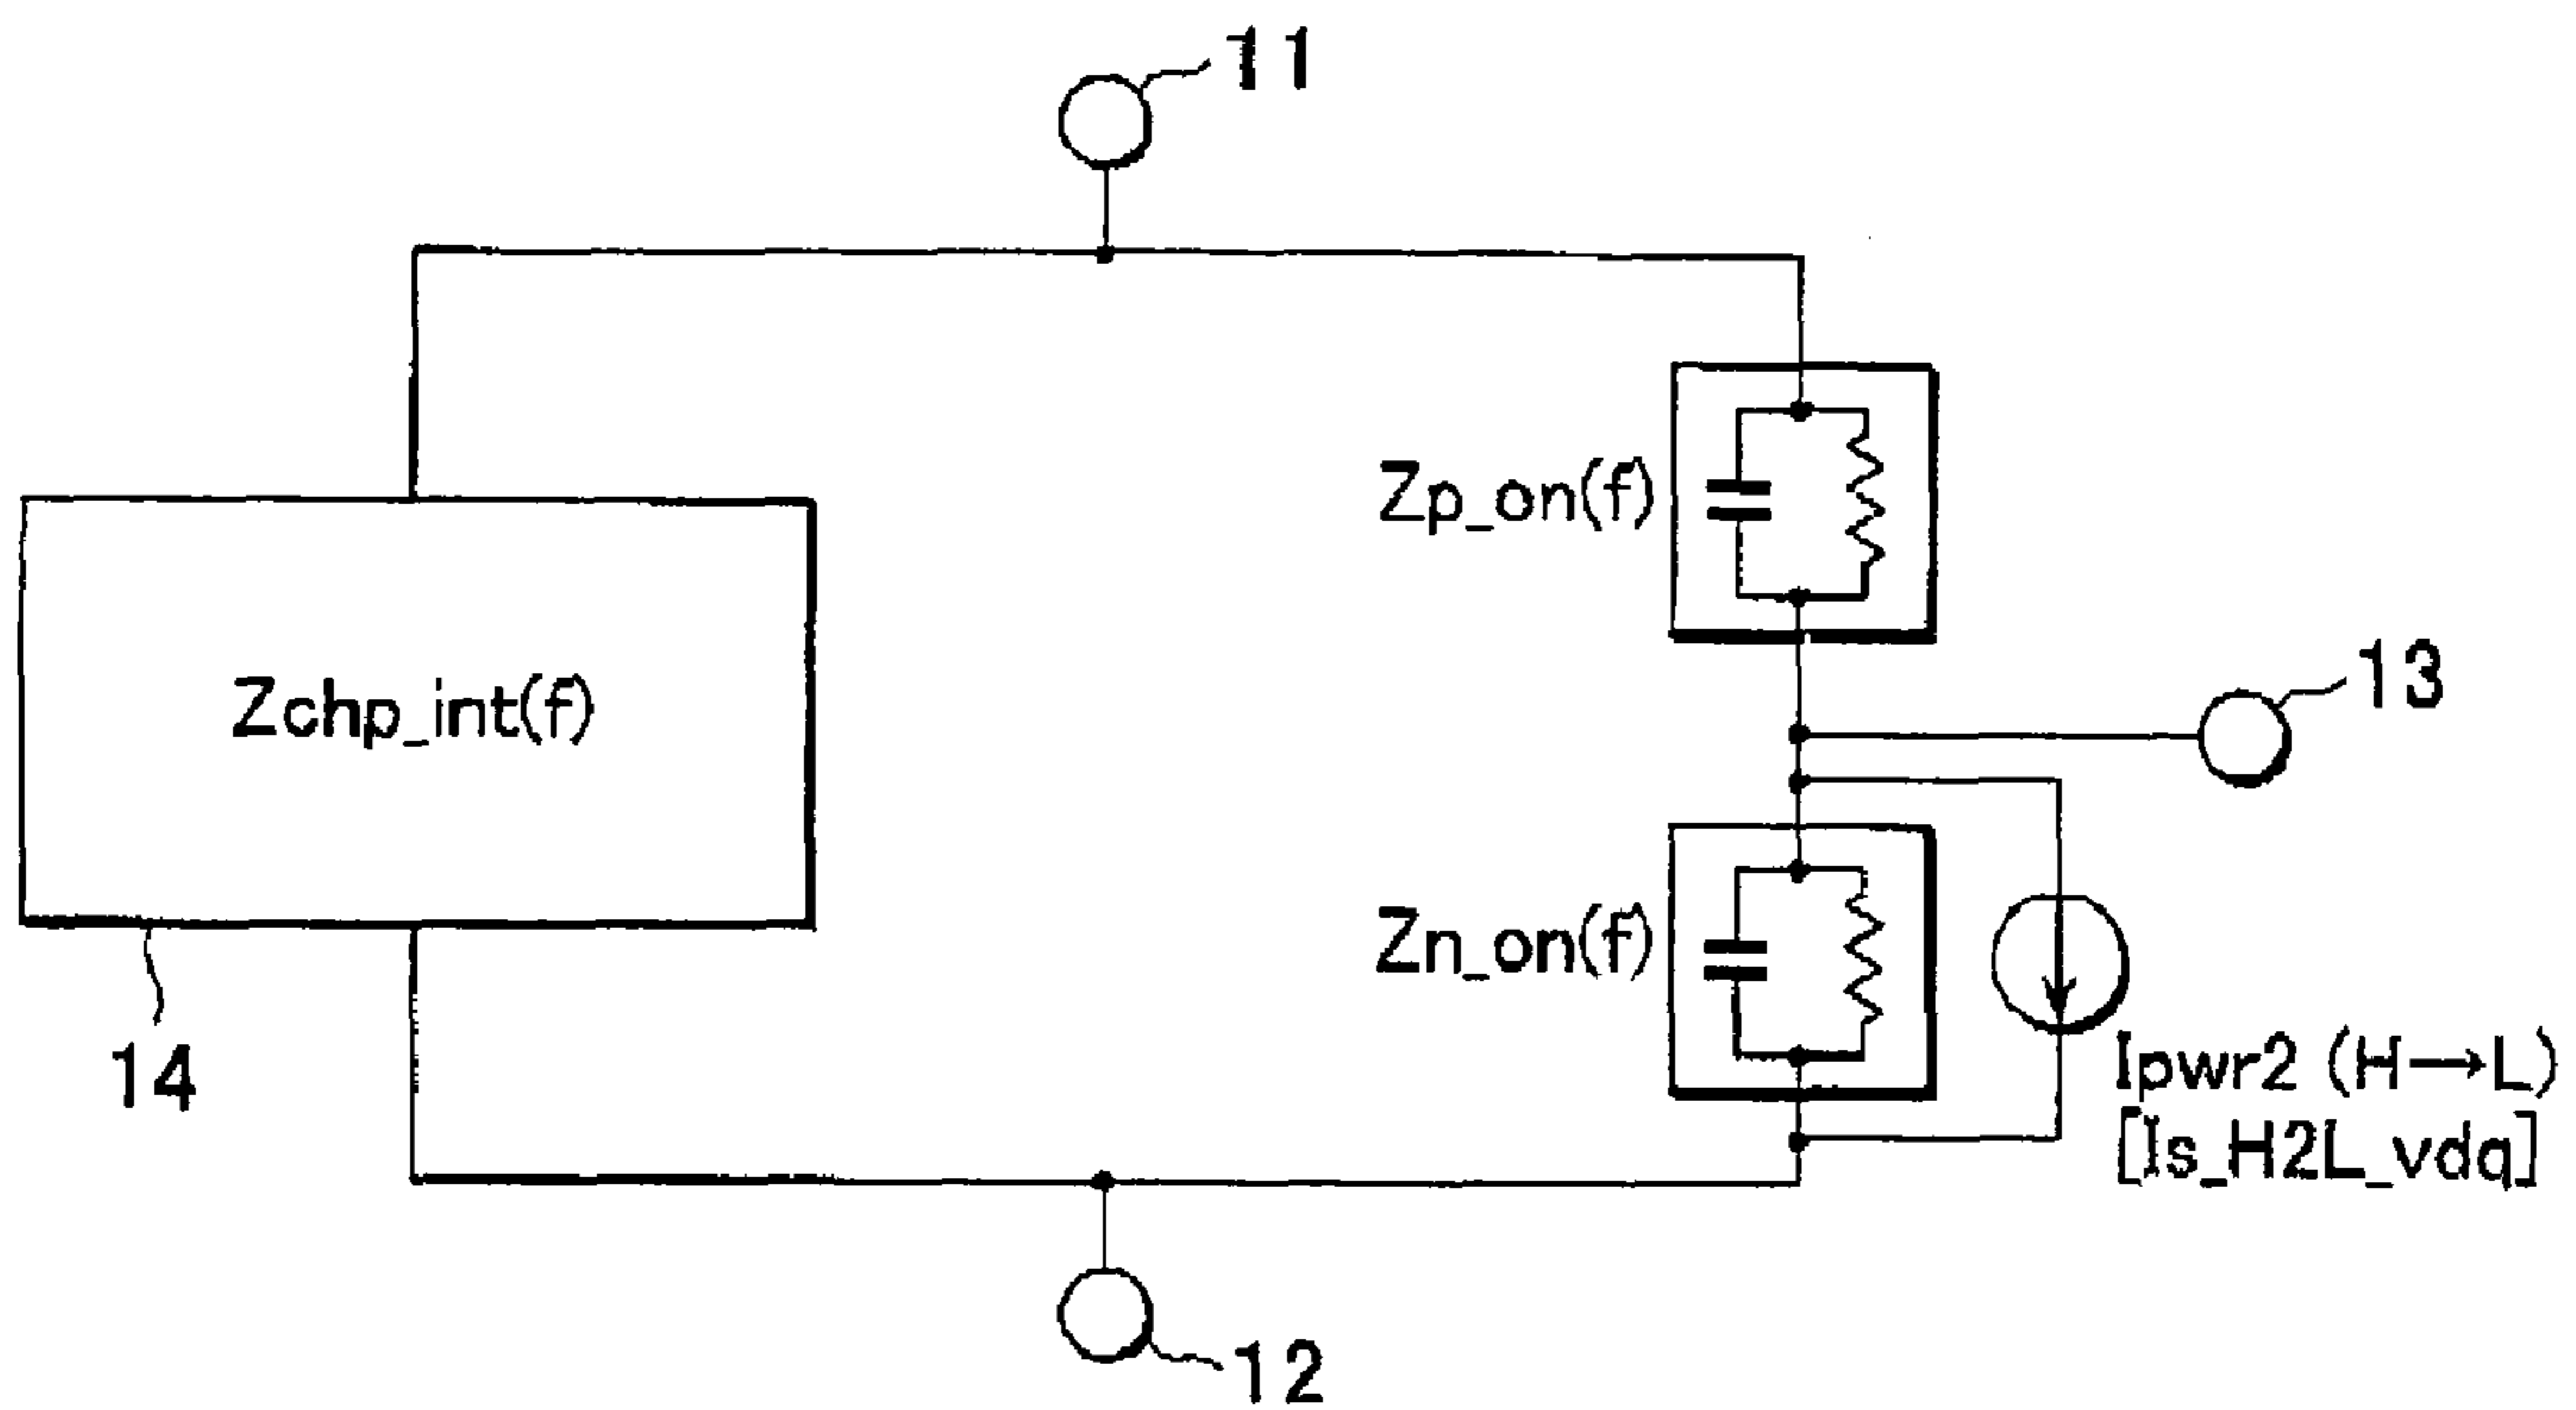 11
Zp_on(f)
13
Zchp_int(f)
Zn_on(f)
14
Ipwr2 (H→L)
[Is_H2L_vdq]
12